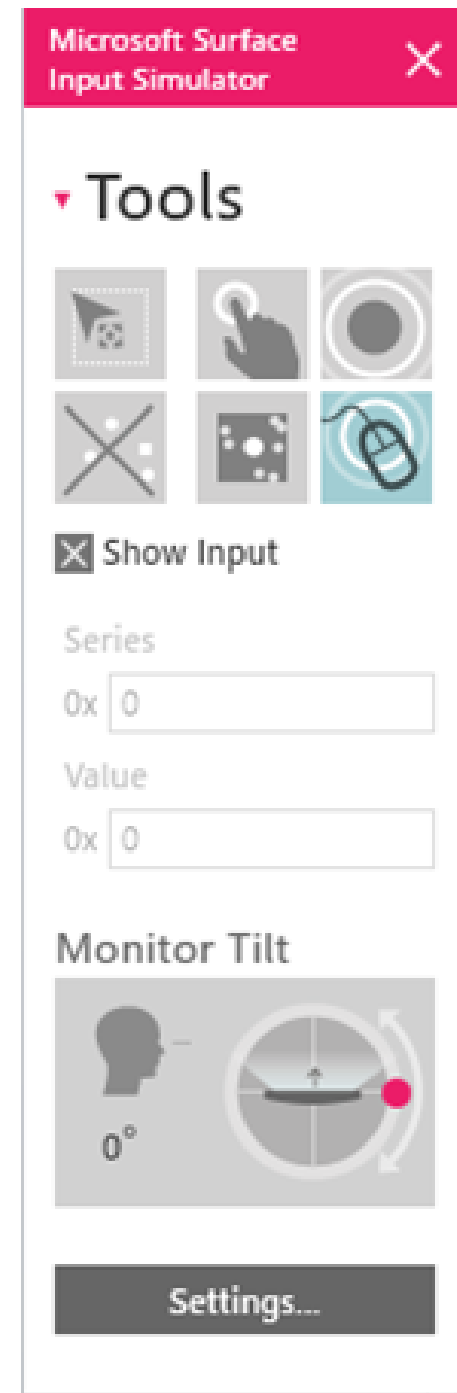 Microsoft Surface
Input Simulator
Tools
Show Input
Series
0x 0
Value
0x 0
Monitor Tilt
0°
Settings...